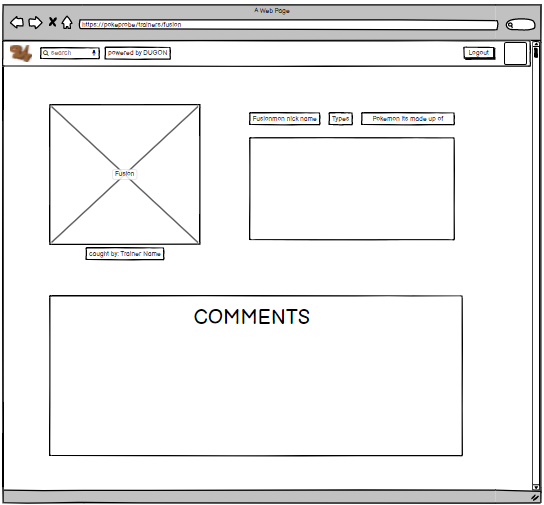 A Web Page
https://pokeprobe/trainers/fusion
search
powered by DUGON
Logout
Fusionmon nick name
Types
Pokemon its made up of
Fusion
caught by: Trainer Name
COMMENTS